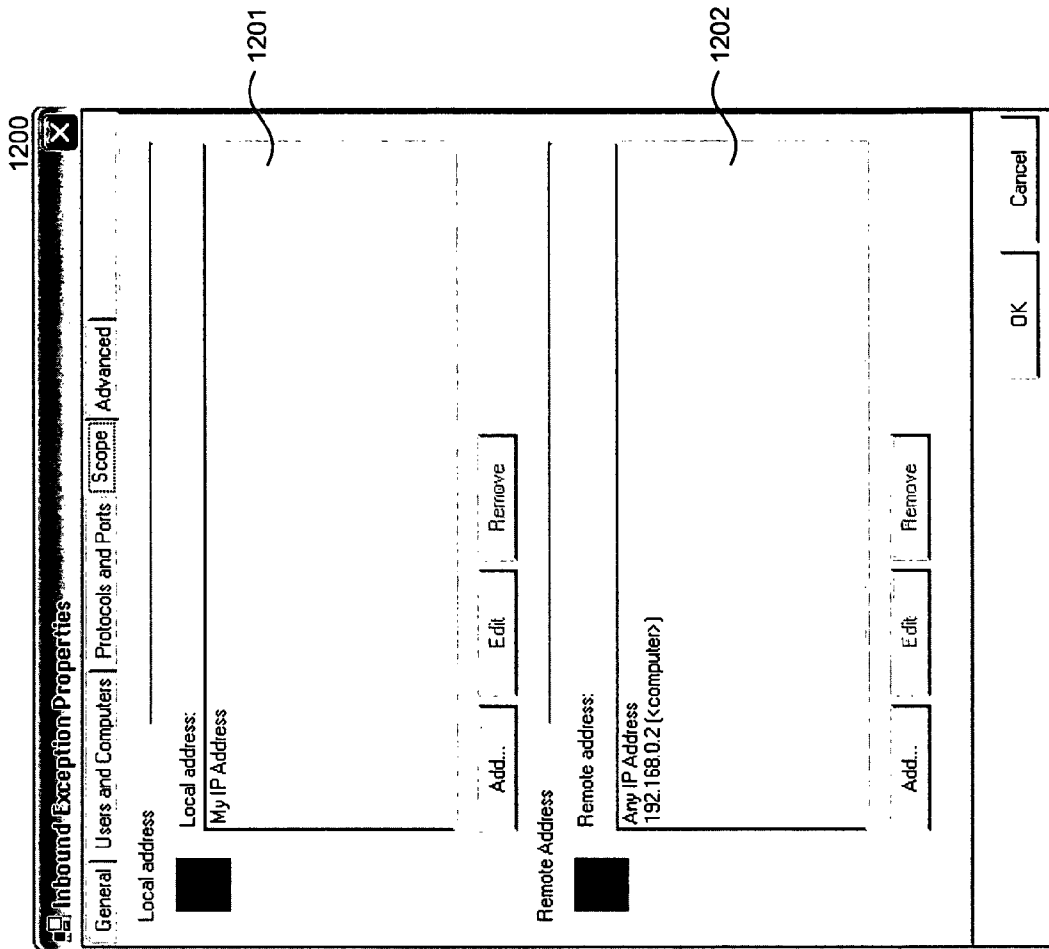 1200
Inbound Exception Properties
General Users and Computers Protocols and Ports Scope Advanced
Local address
Local address:
My IP Address
1201
Add... Edit Remove
Remote Address
Remote address:
Any IP Address
192.168.0.2 (<computer>)
1202
Add... Edit Remove
OK Cancel